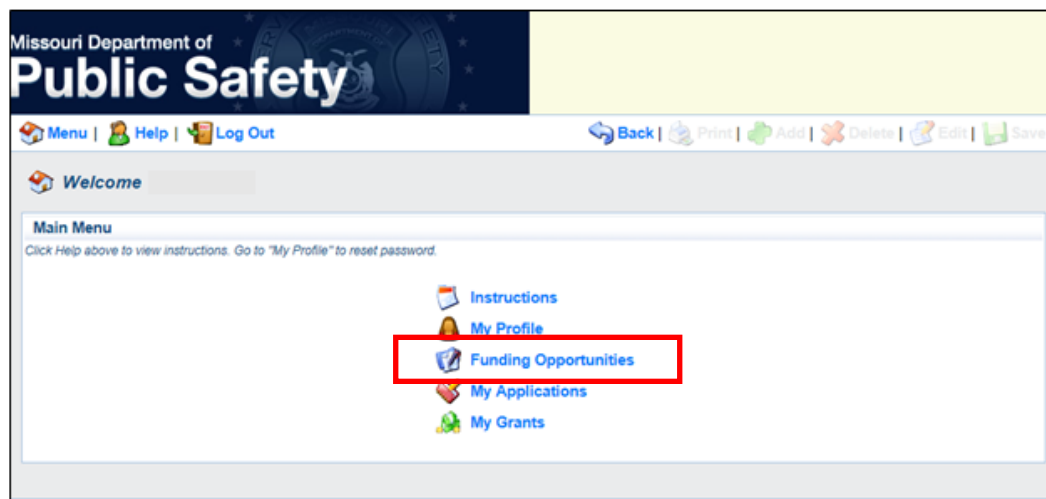 Missouri Department of
Public Safety
Menu | Help | Log Out
Back | Print | Add | Delete | Edit | Save
Welcome
Main Menu
Click Help above to view instructions. Go to "My Profile" to reset password.
Instructions
My Profile
Funding Opportunities
My Applications
My Grants